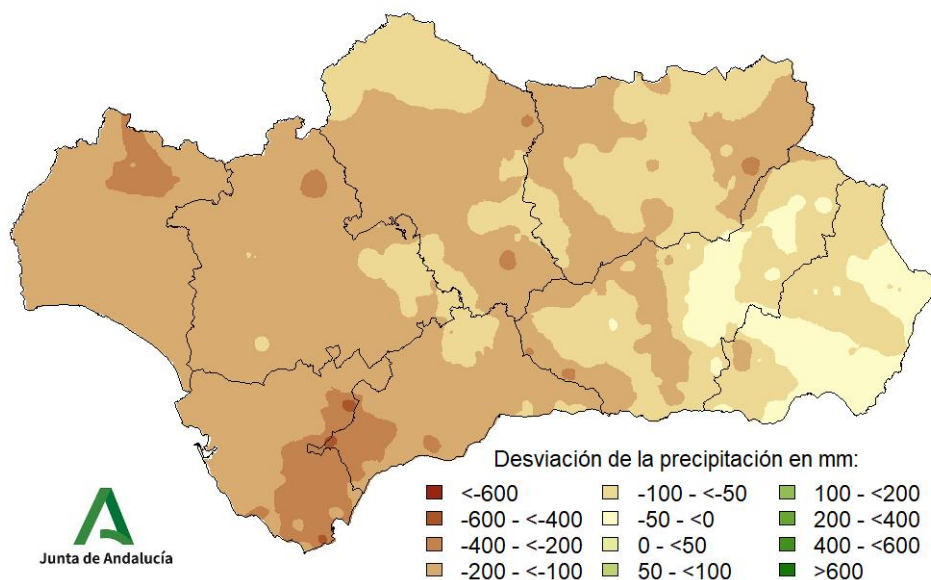 Desviación de la precipitación en mm:
<-600
-600 - <-400
-400 - <-200
-200 - <-100
-100 - <-50
-50 - <0
0 - <50
50 - <100
100 - <200
200 - <400
400 - <600
>600
Junta de Andalucía